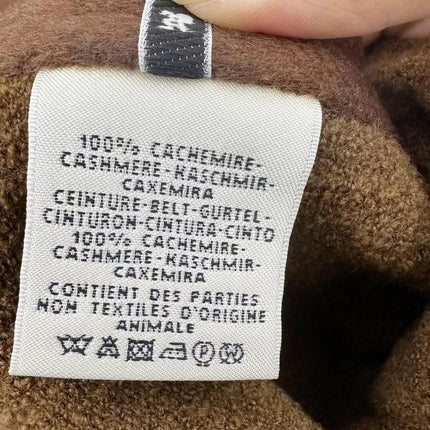 100% CACHEMIRE-
CASHMERE-KASCHMIR-
CAXEMIRA
CEINTURE-BELT-GURTEL-
CINTURON-CINTURA-CINTO
100% CACHEMIRE-
CASHMERE-KASCHMIR-
CAXEMIRA
CONTIENT DES PARTIES
NON TEXTILES D'ORIGINE
ANIMALE
P W